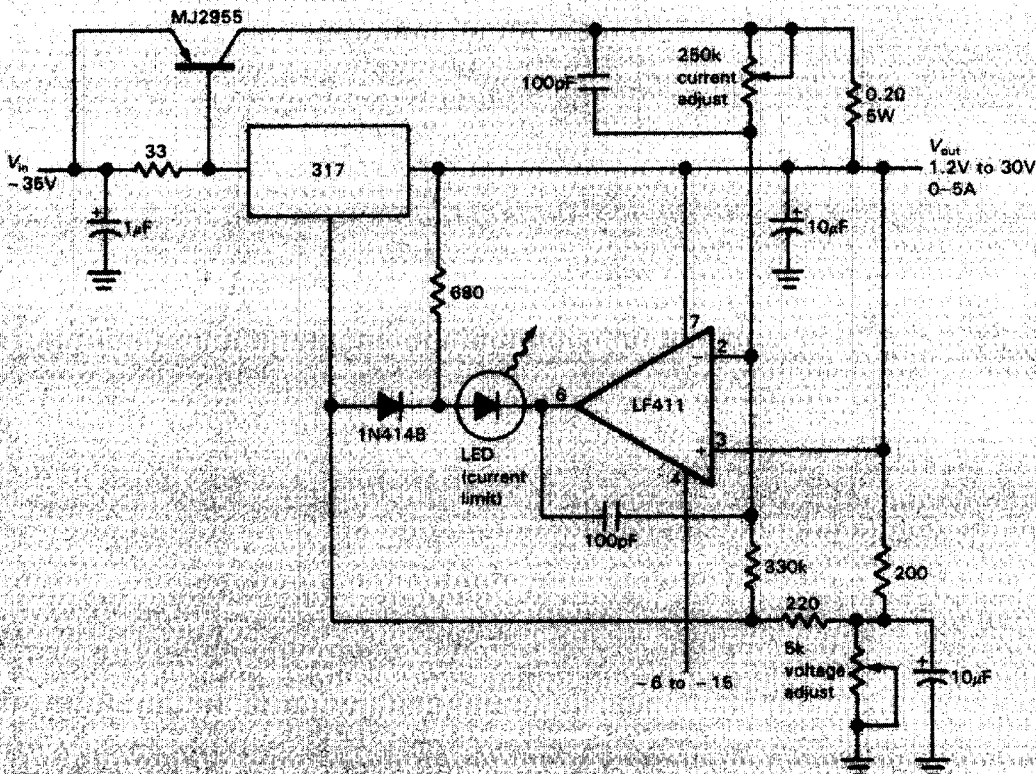 MJ2955
100pF
250k
current
adjust
0.2Ω
5W
Vin
~35V
33
317
Vout
1.2V to 30V
0–5A
+
1µF
+
10µF
680
7
2
−
6
LF411
1N4148
3
+
LED
(current
limit)
4
100pF
330k
200
220
5k
voltage
adjust
+
10µF
−6 to −15